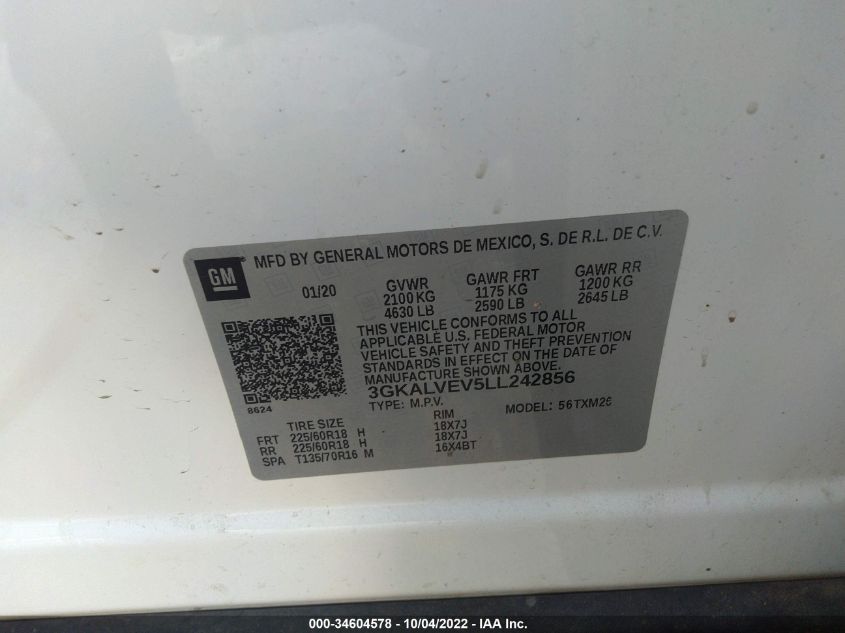 GM
MFD BY GENERAL MOTORS DE MEXICO, S. DE R.L. DE C.V.
01/20 GVWR GAWR FRT GAWR RR
2100 KG 1175 KG 1200 KG
4630 LB 2590 LB 2645 LB
THIS VEHICLE CONFORMS TO ALL
APPLICABLE U.S. FEDERAL MOTOR
VEHICLE SAFETY AND THEFT PREVENTION
STANDARDS IN EFFECT ON THE DATE OF
MANUFACTURE SHOWN ABOVE.
3GKALVEV5LL242856
8624
TYPE: M.P.V. MODEL: 56TXM26
TIRE SIZE RIM
FRT 225/60R18 H 18X7J
RR 225/60R18 H 18X7J
SPA T135/70R16 M 16X4BT
000-34604578 - 10/04/2022 - IAA Inc.